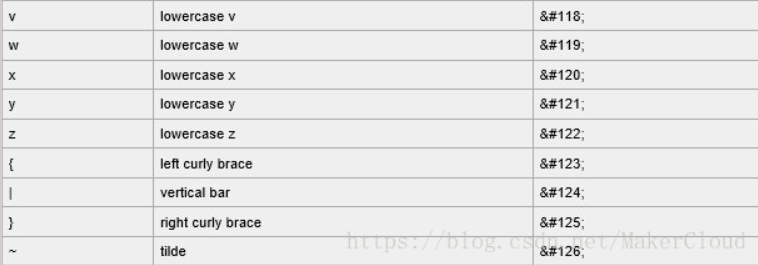 v lowercase v &#118;
w lowercase w &#119;
x lowercase x &#120;
y lowercase y &#121;
z lowercase z &#122;
{ left curly brace &#123;
| vertical bar &#124;
} right curly brace &#125;
~ tilde &#126;
https://blog.csdn.net/MakerCloud